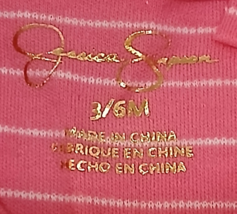 Jessica Simpson
3/6M
MADE IN CHINA
FABRIQUE EN CHINE
HECHO EN CHINA